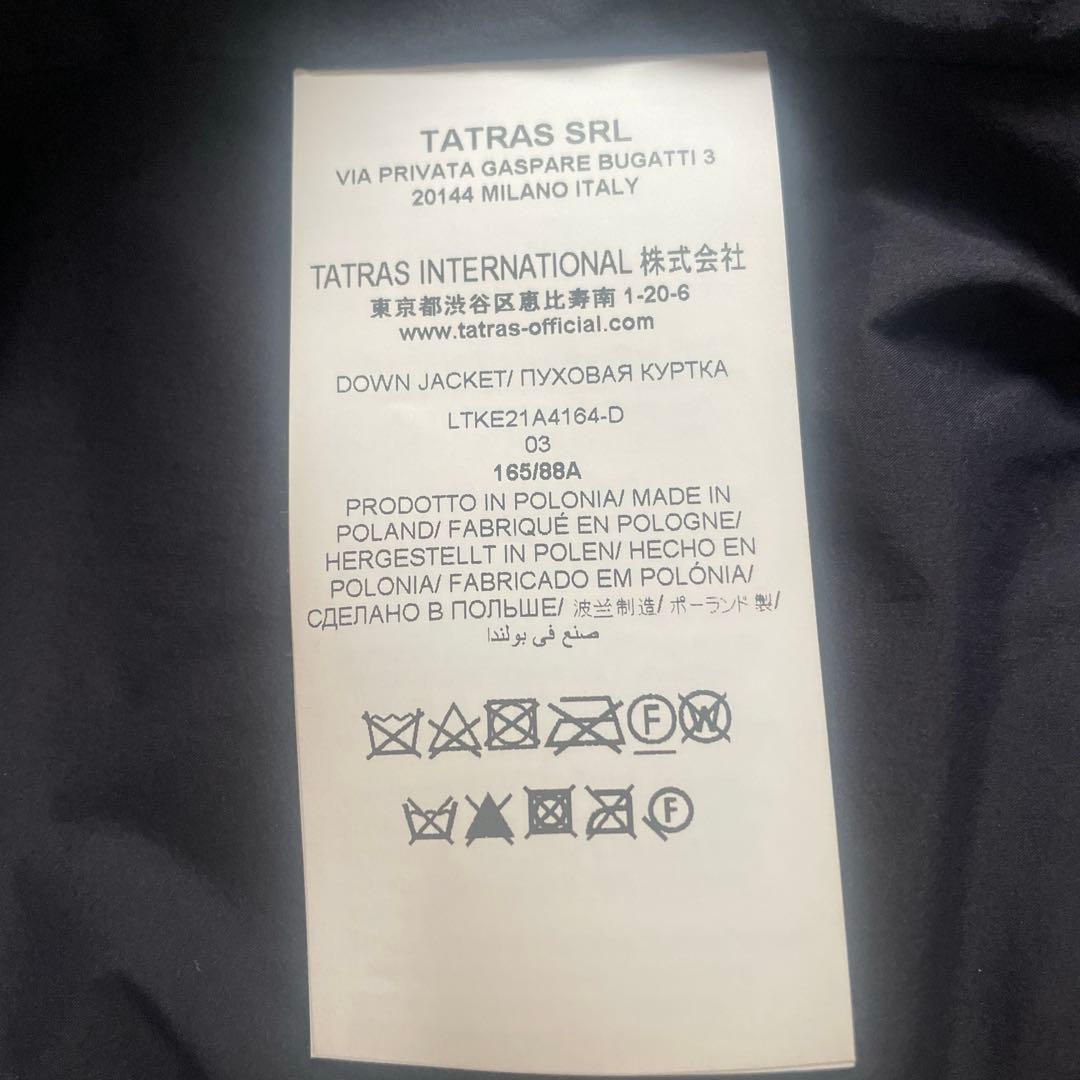 TATRAS SRL
VIA PRIVATA GASPARE BUGATTI 3
20144 MILANO ITALY
TATRAS INTERNATIONAL 株式会社
東京都渋谷区恵比寿南 1-20-6
www.tatras-official.com
DOWN JACKET/ ПУХОВАЯ КУРТКА
LTKE21A4164-D
03
165/88A
PRODOTTO IN POLONIA/ MADE IN
POLAND/ FABRIQUÉ EN POLOGNE/
HERGESTELLT IN POLEN/ HECHO EN
POLONIA/ FABRICADO EM POLÓNIA/
СДЕЛАНО В ПОЛЬШЕ/ 波兰制造/ ポーランド製/
صنع في بولندا
F W
F